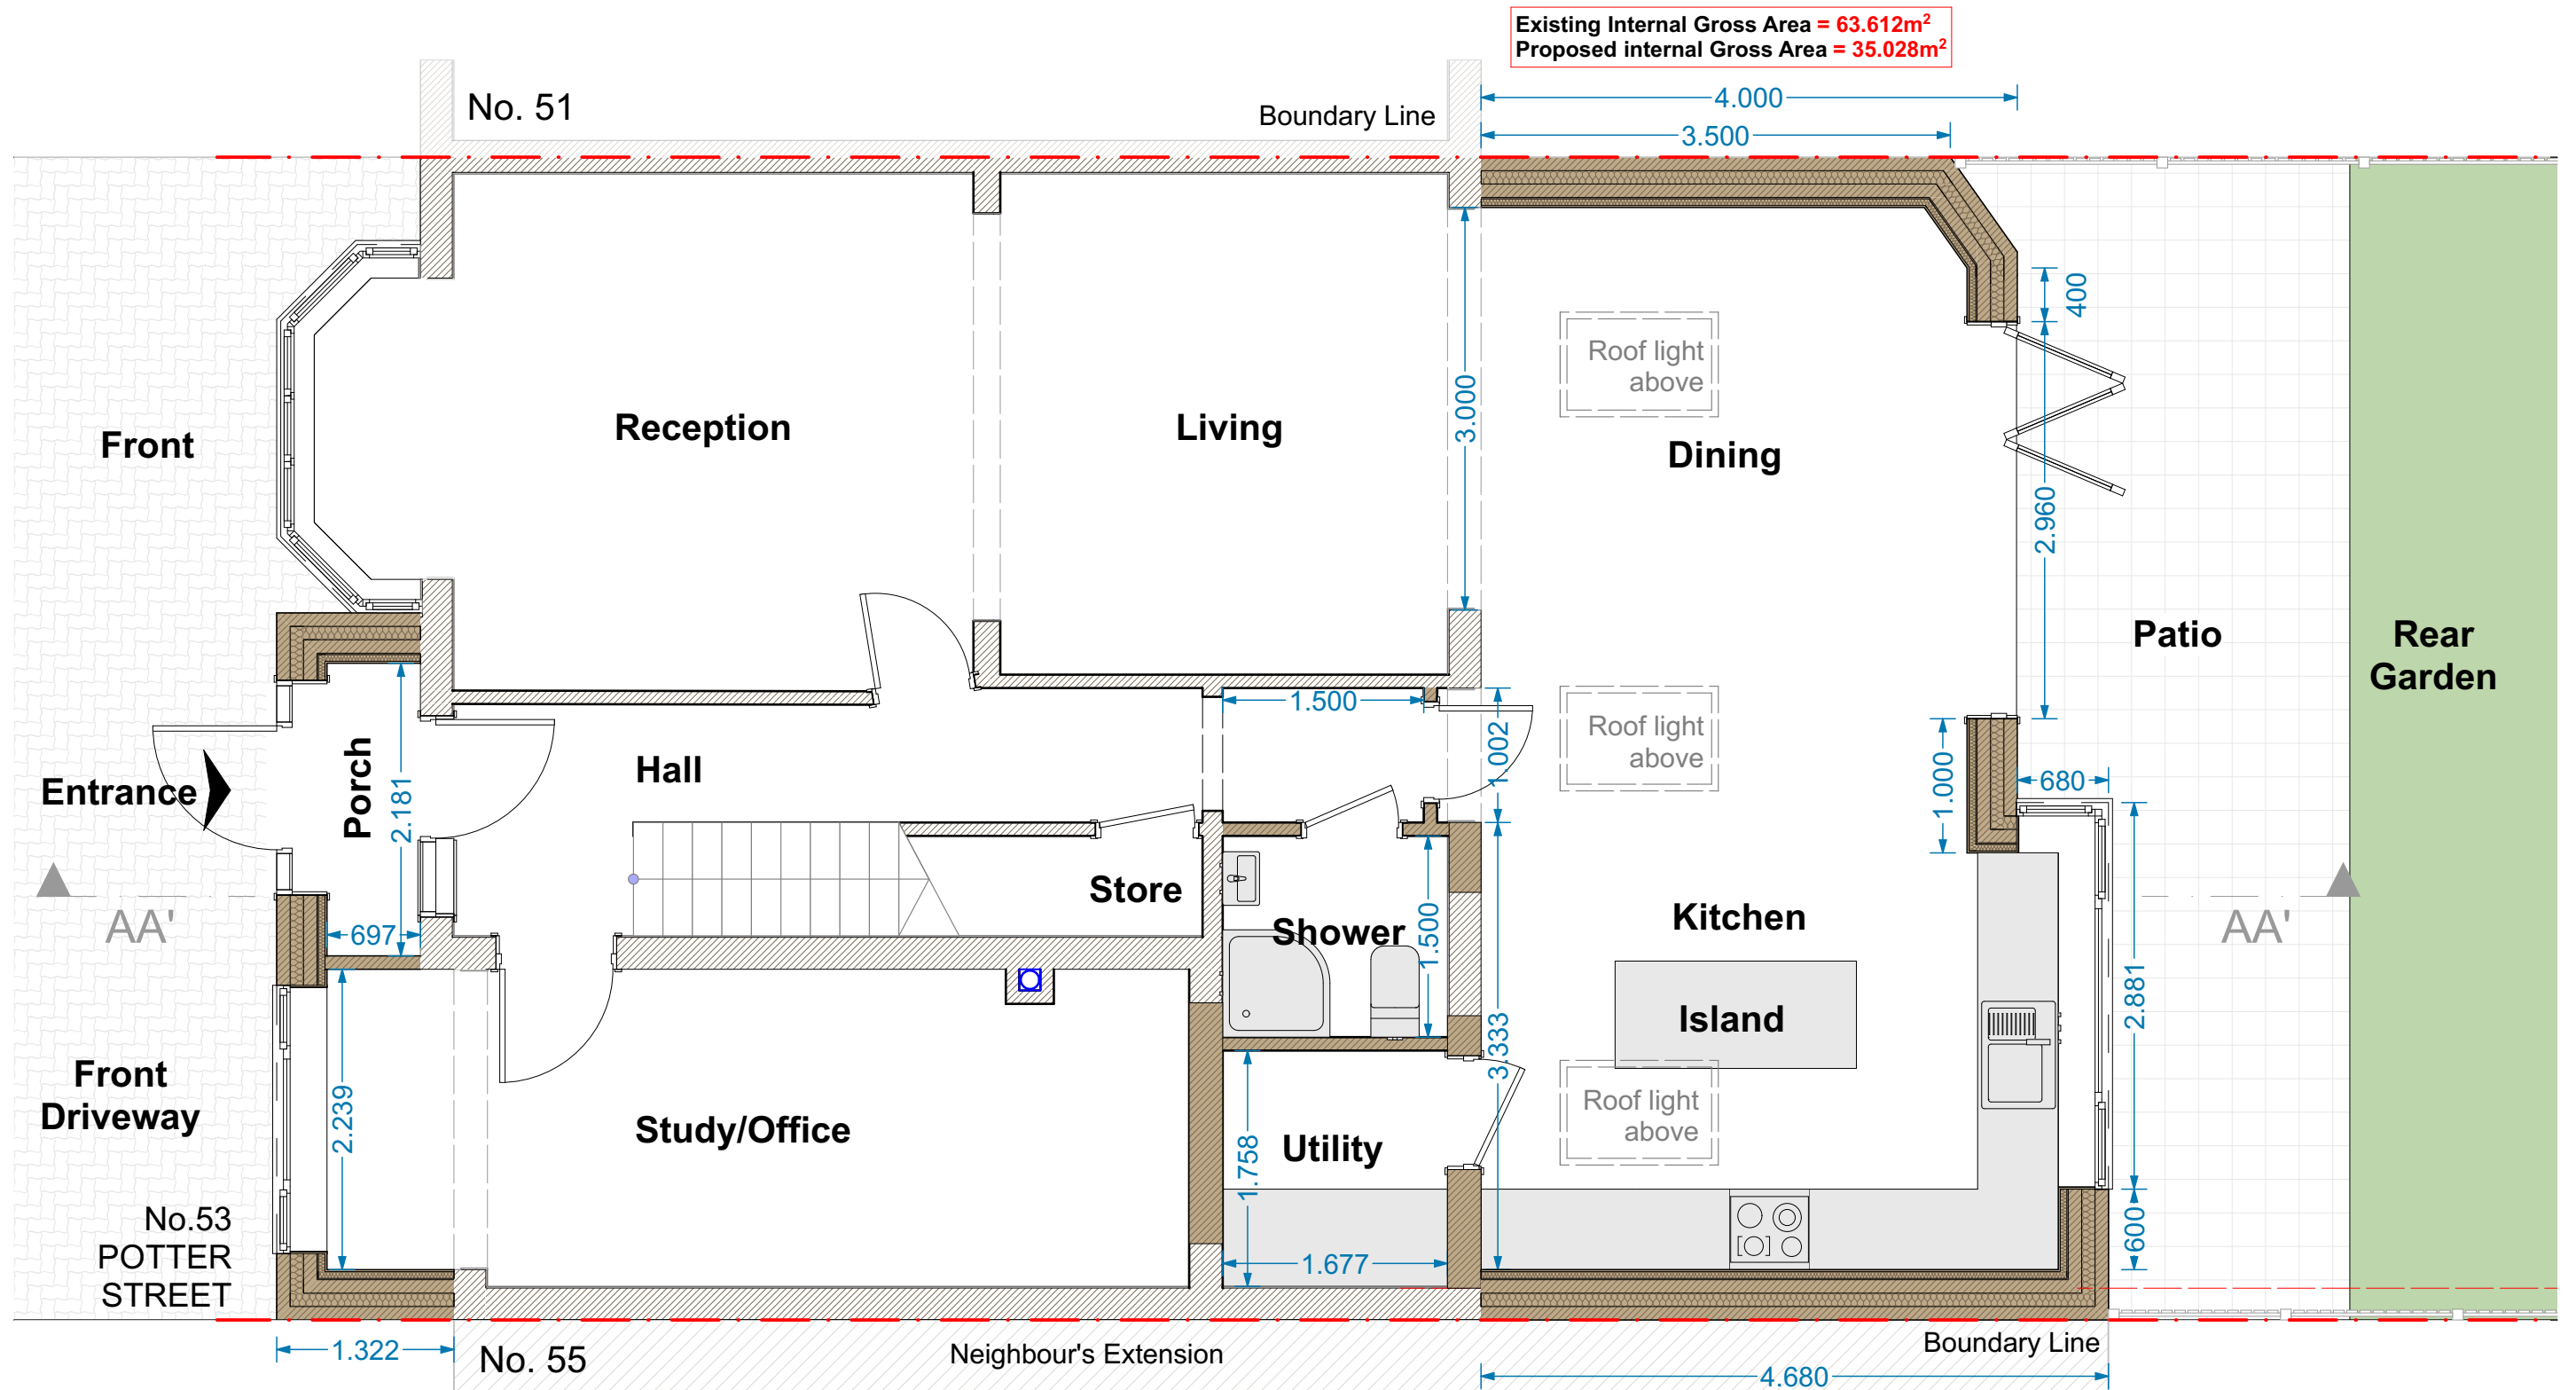 Existing Internal Gross Area = 63.612m²
Proposed internal Gross Area = 35.028m²
No. 51
Boundary Line
4.000
3.500
Front
Reception
Living
3.000
Roof light
above
Dining
400
2.960
Patio
Rear
Garden
Entrance
Porch
2.181
Hall
1.500
1.002
Roof light
above
1.000
680
AA'
697
Store
Shower
1.500
Kitchen
AA'
Island
2.881
3.333
Front
Driveway
2.239
Study/Office
1.758
Utility
Roof light
above
1.677
600
No.53
POTTER
STREET
1.322
No. 55
Neighbour's Extension
Boundary Line
4.680